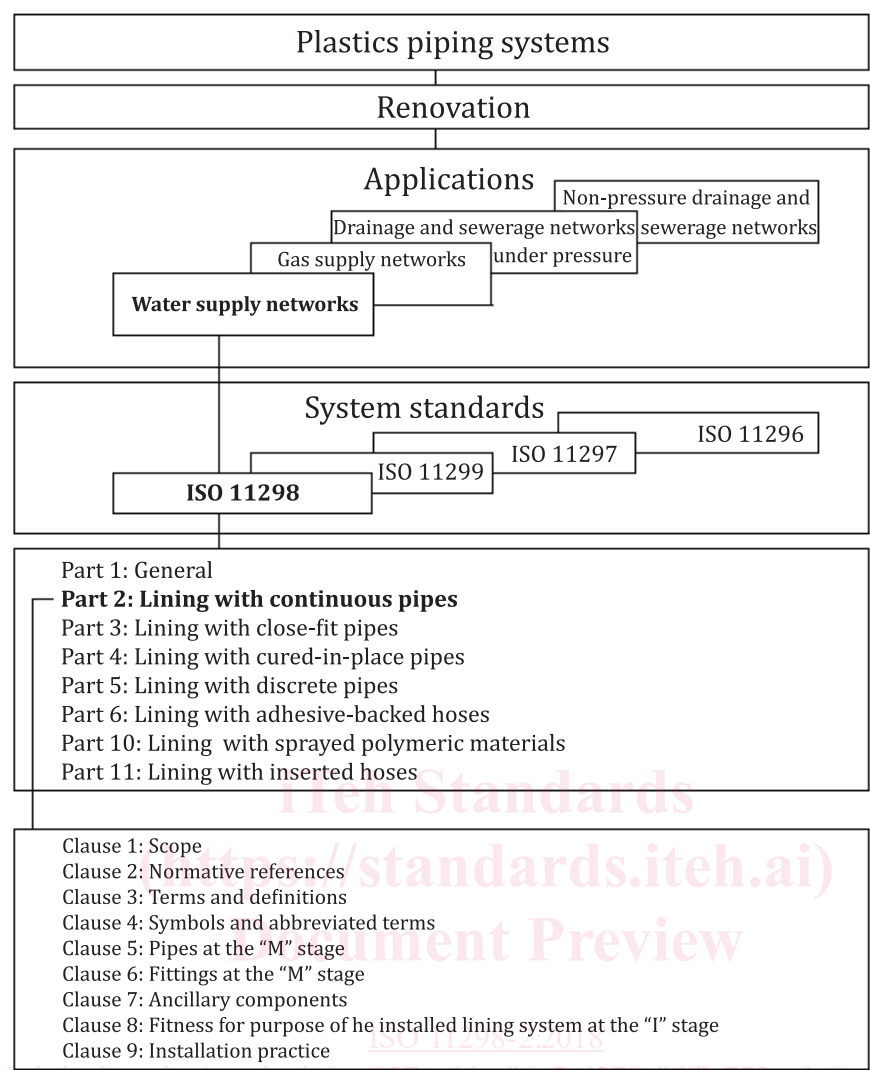 Plastics piping systems
Renovation
Applications
Non-pressure drainage and
sewerage networks
Drainage and sewerage networks
under pressure
Gas supply networks
Water supply networks
System standards
ISO 11296
ISO 11297
ISO 11299
ISO 11298
Part 1: General
Part 2: Lining with continuous pipes
Part 3: Lining with close-fit pipes
Part 4: Lining with cured-in-place pipes
Part 5: Lining with discrete pipes
Part 6: Lining with adhesive-backed hoses
Part 10: Lining with sprayed polymeric materials
Part 11: Lining with inserted hoses
iTeh Standards
Clause 1: Scope
Clause 2: Normative references
(https://standards.iteh.ai)
Clause 3: Terms and definitions
Clause 4: Symbols and abbreviated terms
Document Preview
Clause 5: Pipes at the “M” stage
Clause 6: Fittings at the “M” stage
Clause 7: Ancillary components
Clause 8: Fitness for purpose of he installed lining system at the “I” stage
ISO 11298-2:2018
Clause 9: Installation practice